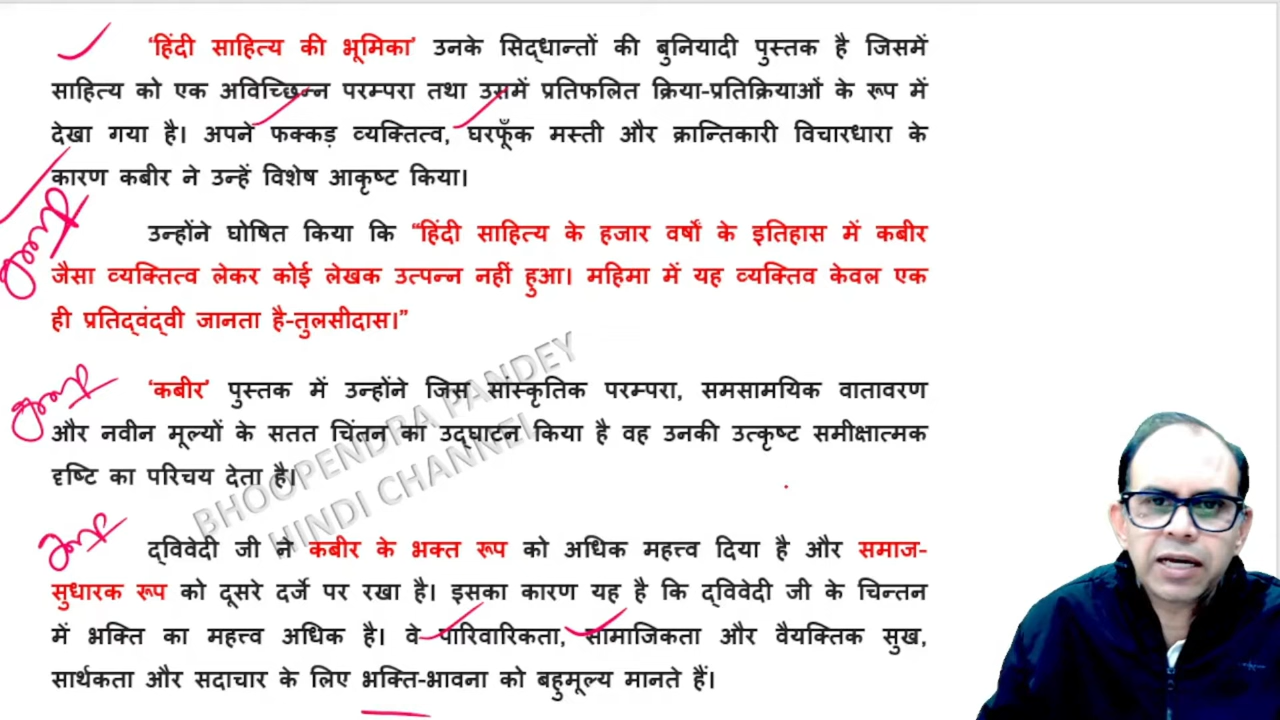 ‘हिंदी साहित्य की भूमिका’ उनके सिद्धान्तों की बुनियादी पुस्तक है जिसमें
साहित्य को एक अविच्छिन्न परम्परा तथा उसमें प्रतिफलित क्रिया-प्रतिक्रियाओं के रूप में
देखा गया है। अपने फक्कड़ व्यक्तित्व, घरफूँक मस्ती और क्रान्तिकारी विचारधारा के
कारण कबीर ने उन्हें विशेष आकृष्ट किया।
उन्होंने घोषित किया कि “हिंदी साहित्य के हजार वर्षों के इतिहास में कबीर
जैसा व्यक्तित्व लेकर कोई लेखक उत्पन्न नहीं हुआ। महिमा में यह व्यक्तिव केवल एक
ही प्रतिद्वंद्वी जानता है-तुलसीदास।”
‘कबीर’ पुस्तक में उन्होंने जिस सांस्कृतिक परम्परा, समसामयिक वातावरण
और नवीन मूल्यों के सतत चिंतन का उद्घाटन किया है वह उनकी उत्कृष्ट समीक्षात्मक
दृष्टि का परिचय देता है।
द्विवेदी जी ने कबीर के भक्त रूप को अधिक महत्त्व दिया है और समाज-
सुधारक रूप को दूसरे दर्जे पर रखा है। इसका कारण यह है कि द्विवेदी जी के चिन्तन
में भक्ति का महत्त्व अधिक है। वे पारिवारिकता, सामाजिकता और वैयक्तिक सुख,
सार्थकता और सदाचार के लिए भक्ति-भावना को बहुमूल्य मानते हैं।
BHOOPENDRA PANDEY
HINDI CHANNEL